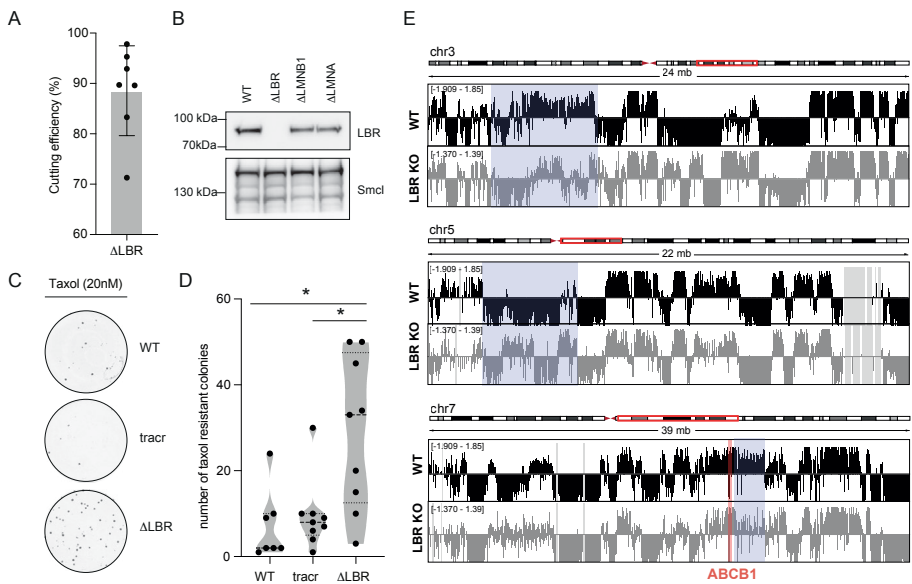 A
Cutting efficiency (%)
100
90
80
70
60
ΔLBR
B
WT
ΔLBR
ΔLMNB1
ΔLMNA
100 kaDa
70kDa
130 kDa
LBR
Smcl
C
Taxol (20nM)
WT
tracr
ΔLBR
D
number of taxol resistant colonies
60
40
20
0
*
*
WT
tracr
ΔLBR
E
chr3
24 mb
WT
[-1.909 - 1.85]
LBR KO
[-1.370 - 1.39]
chr5
22 mb
WT
[-1.909 - 1.85]
LBR KO
[-1.370 - 1.39]
chr7
39 mb
WT
[-1.909 - 1.85]
LBR KO
[-1.370 - 1.39]
ABCB1